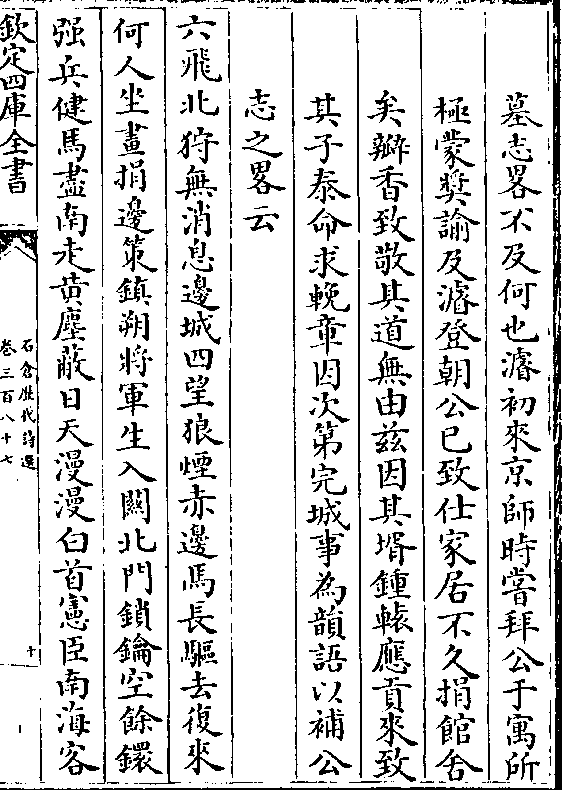 墓志畧不及何也濬初來京師時嘗拜公于寓所
極蒙奬諭及濬登朝公已致仕家居不久捐館舍
矣瓣香致敬其道無由兹因其壻鍾轅應貢來致
其子泰命求輓章因次第完城事為韻語以補公
志之畧云
六飛北狩無消息邊城四望狼煙赤邊馬長驅去復來
何人坐畫捐邊策鎮朔將軍生入關北門鎖鑰空餘鐶
强兵健馬盡南走黄塵蔽日天漫漫白首憲臣南海客
欽定四庫全書
石倉歴代詩選
卷三百八十七
十